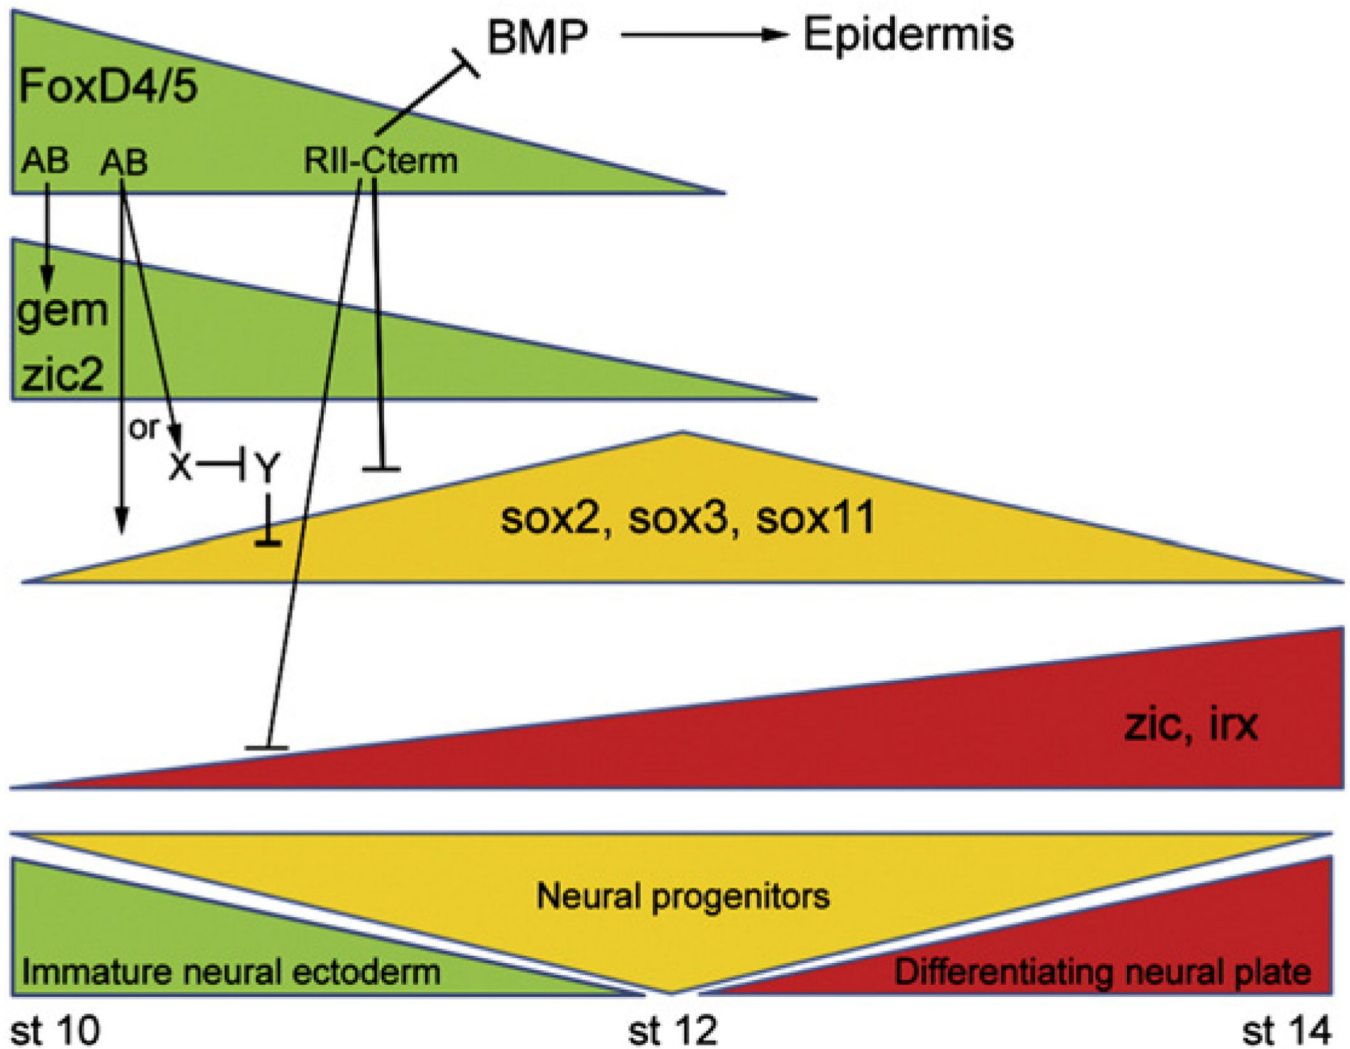 BMP Epidermis
FoxD4/5
AB AB RII-Cterm
gem
zic2
or
X Y
sox2, sox3, sox11
zic, irx
Neural progenitors
Immature neural ectoderm Differentiating neural plate
st 10 st 12 st 14